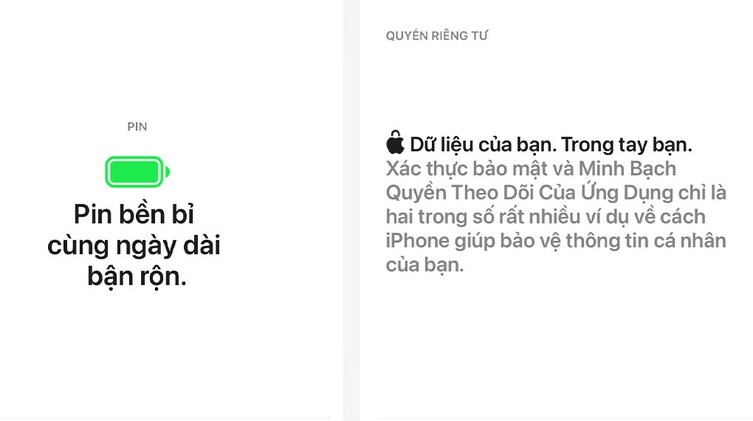 PIN
Pin bền bỉ
cùng ngày dài
bận rộn.
QUYỀN RIÊNG TƯ
Dữ liệu của bạn. Trong tay bạn.
Xác thực bảo mật và Minh Bạch
Quyền Theo Dõi Của Ứng Dụng chỉ là
hai trong số rất nhiều ví dụ về cách
iPhone giúp bảo vệ thông tin cá nhân
của bạn.